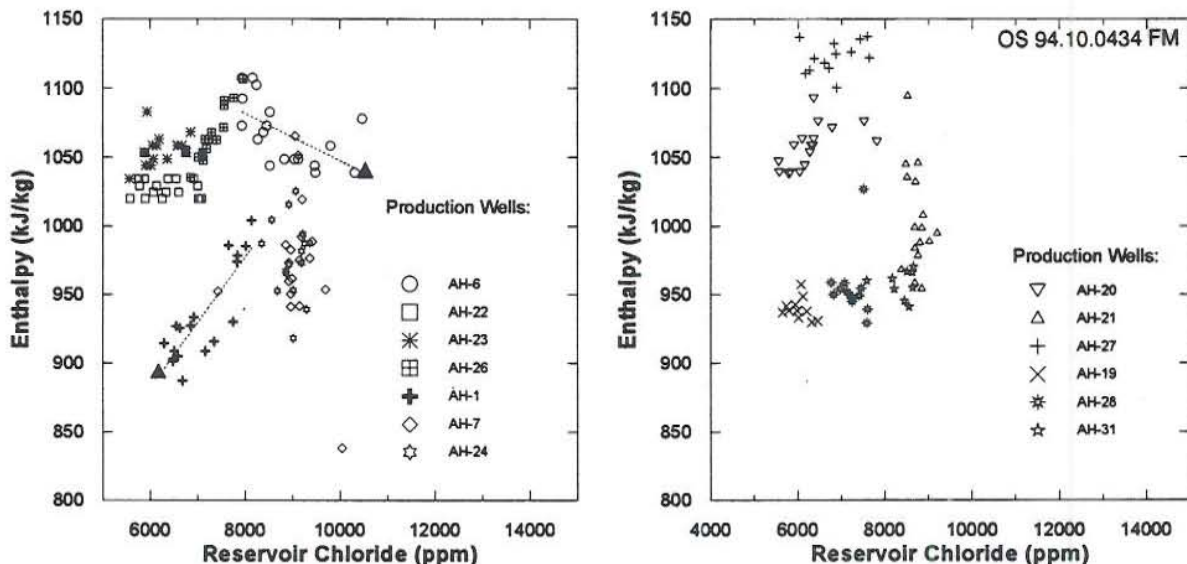 1150
1100
1050
1000
950
900
850
800
Enthalpy (kJ/kg)
6000 8000 10000 12000 14000
Reservoir Chloride (ppm)
Production Wells:
AH-6
AH-22
AH-23
AH-26
AH-1
AH-7
AH-24
OS 94.10.0434 FM
1150
1100
1050
1000
950
900
850
800
Enthalpy (kJ/kg)
4000 6000 8000 10000 12000 14000
Reservoir Chloride (ppm)
Production Wells:
AH-20
AH-21
AH-27
AH-19
AH-28
AH-31